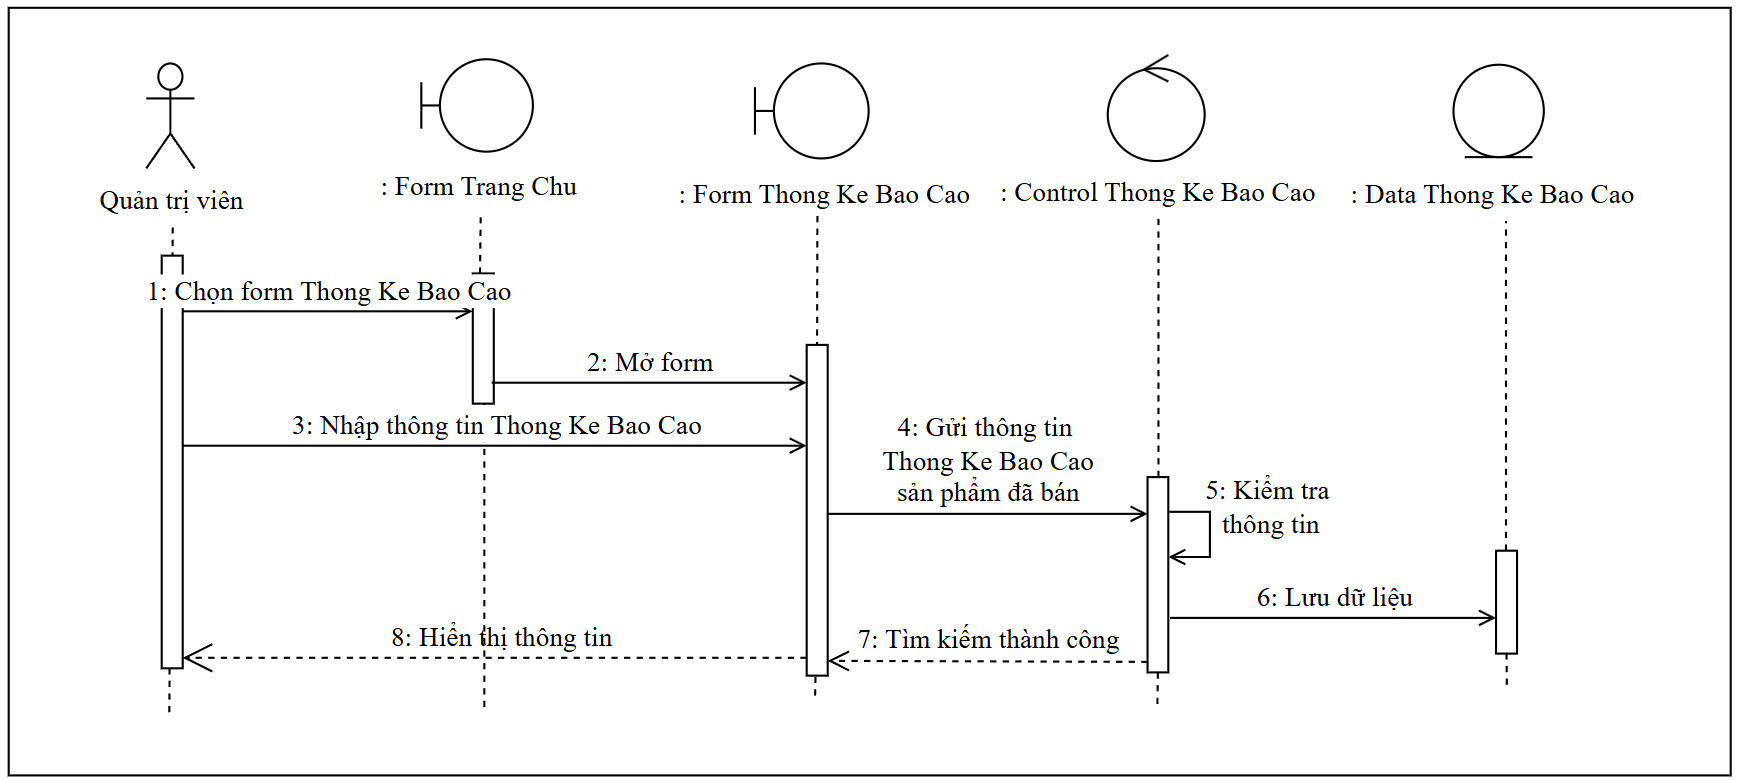 Quản trị viên
: Form Trang Chu
: Form Thong Ke Bao Cao
: Control Thong Ke Bao Cao
: Data Thong Ke Bao Cao
1: Chọn form Thong Ke Bao Cao
2: Mở form
3: Nhập thông tin Thong Ke Bao Cao
4: Gửi thông tin
Thong Ke Bao Cao
sản phẩm đã bán
5: Kiểm tra
thông tin
6: Lưu dữ liệu
7: Tìm kiếm thành công
8: Hiển thị thông tin